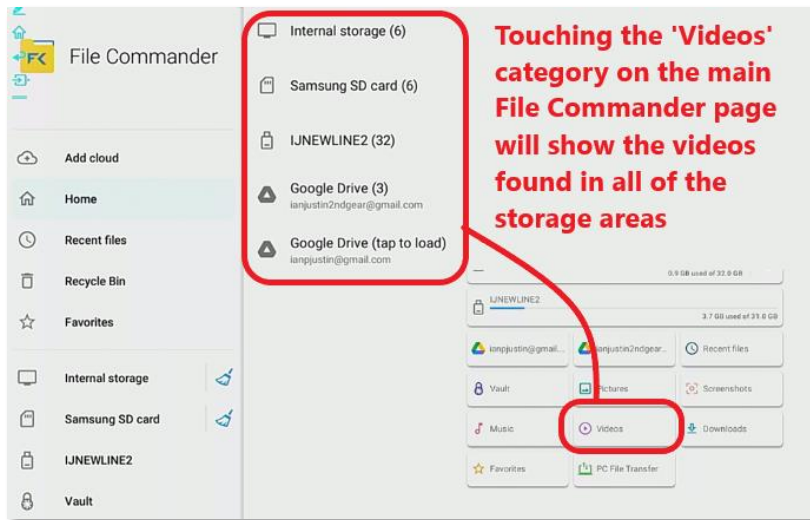 File Commander
Add cloud
Home
Recent files
Recycle Bin
Favorites
Internal storage
Samsung SD card
IJNEWLINE2
Vault
Internal storage (6)
Samsung SD card (6)
IJNEWLINE2 (32)
Google Drive (3)
ianjustin2ndgear@gmail.com
Google Drive (tap to load)
ianpjustin@gmail.com
Touching the 'Videos'
category on the main
File Commander page
will show the videos
found in all of the
storage areas
0.9 GB used of 32.0 GB
IJNEWLINE2
3.7 GB used of 31.0 GB
ianpjustin@gmail...
ianjustin2ndgear...
Recent files
Vault
Pictures
Screenshots
Music
Videos
Downloads
Favorites
PC File Transfer